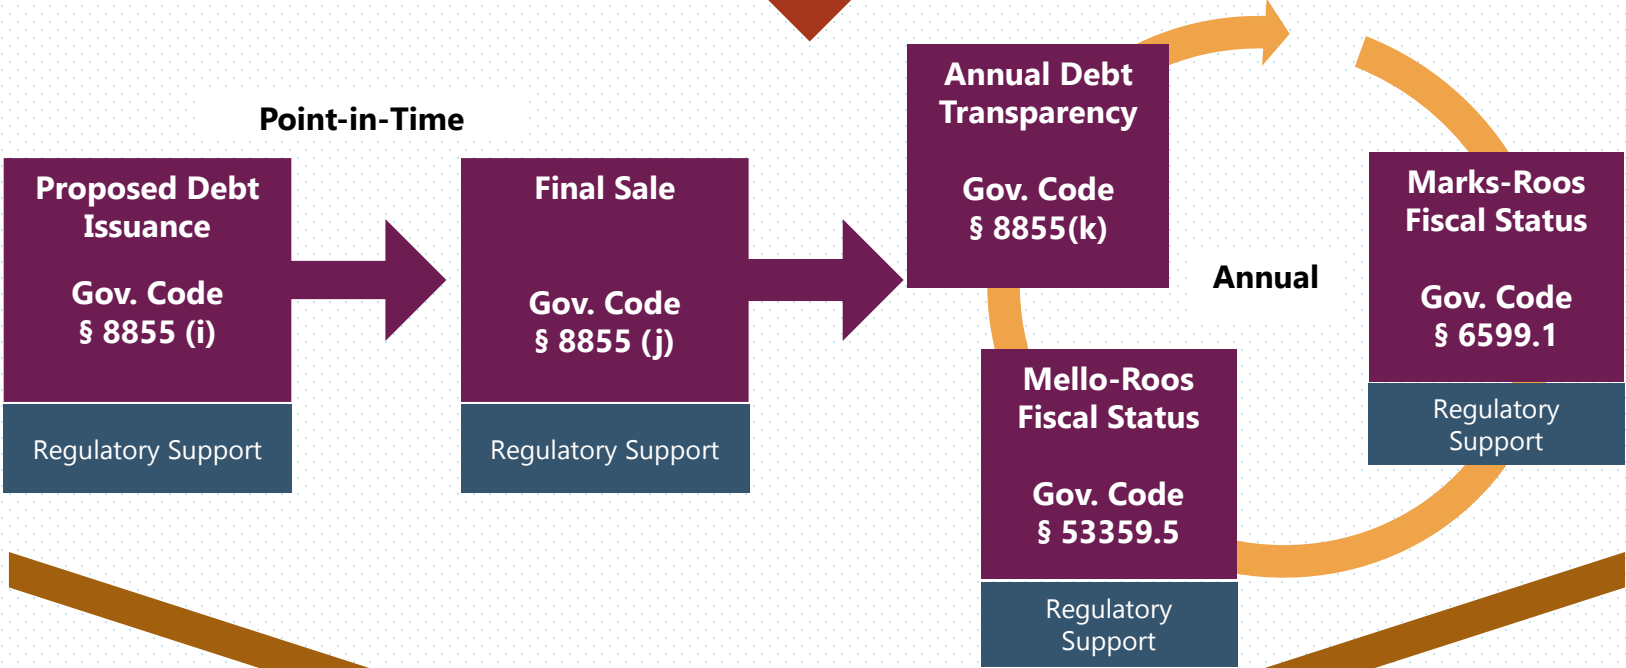 Point-in-Time
Proposed Debt
Issuance
Gov. Code
§ 8855 (i)
Regulatory Support
Final Sale
Gov. Code
§ 8855 (j)
Regulatory Support
Annual Debt
Transparency
Gov. Code
§ 8855(k)
Annual
Marks-Roos
Fiscal Status
Gov. Code
§ 6599.1
Regulatory
Support
Mello-Roos
Fiscal Status
Gov. Code
§ 53359.5
Regulatory
Support